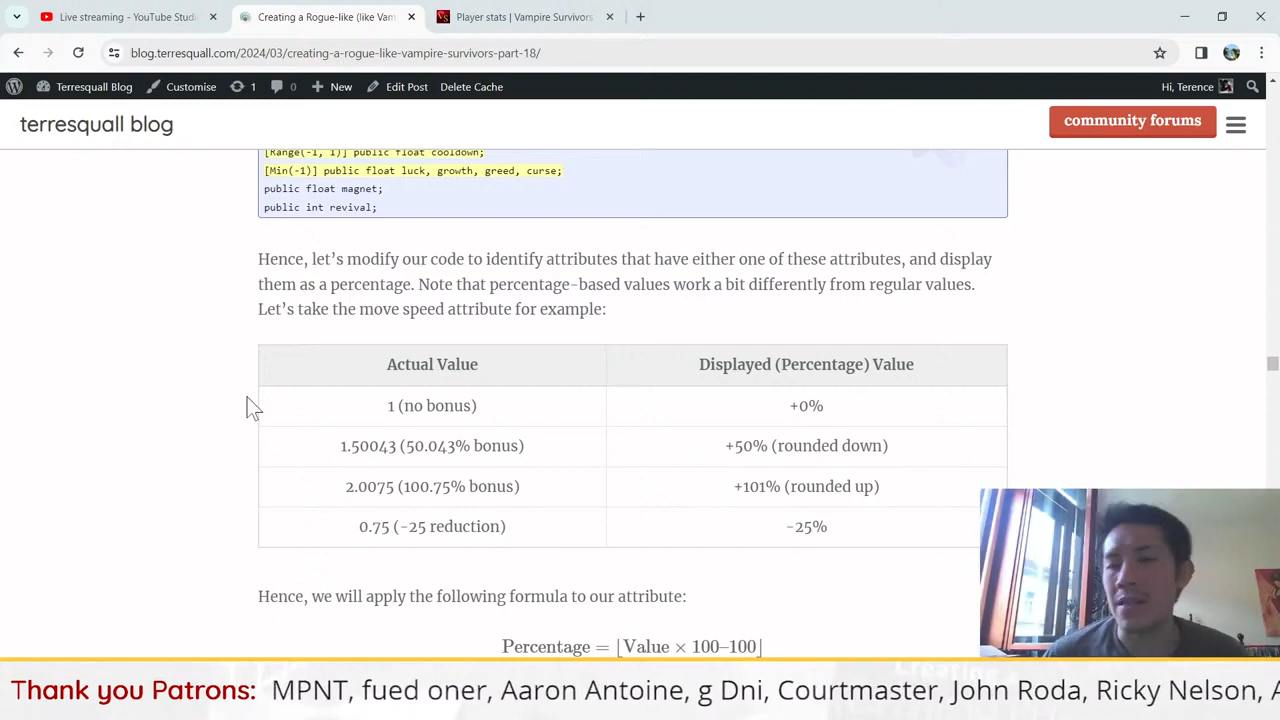 Live streaming - YouTube Studi
Creating a Rogue-like (like Vam
Player stats | Vampire Survivors
blog.terresquall.com/2024/03/creating-a-rogue-like-vampire-survivors-part-18/
Terresquall Blog
Customise
1
0
New
Edit Post
Delete Cache
Hi, Terence
terresquall blog
community forums
[Range(-1, 1)] public float cooldown;
[Min(-1)] public float luck, growth, greed, curse;
public float magnet;
public int revival;
Hence, let’s modify our code to identify attributes that have either one of these attributes, and display
them as a percentage. Note that percentage-based values work a bit differently from regular values.
Let’s take the move speed attribute for example:
Actual Value Displayed (Percentage) Value
1 (no bonus) +0%
1.50043 (50.043% bonus) +50% (rounded down)
2.0075 (100.75% bonus) +101% (rounded up)
0.75 (-25 reduction) -25%
Hence, we will apply the following formula to our attribute:
Percentage = ⌊Value × 100–100⌋
Thank you Patrons: MPNT, fued oner, Aaron Antoine, g Dni, Courtmaster, John Roda, Ricky Nelson, A